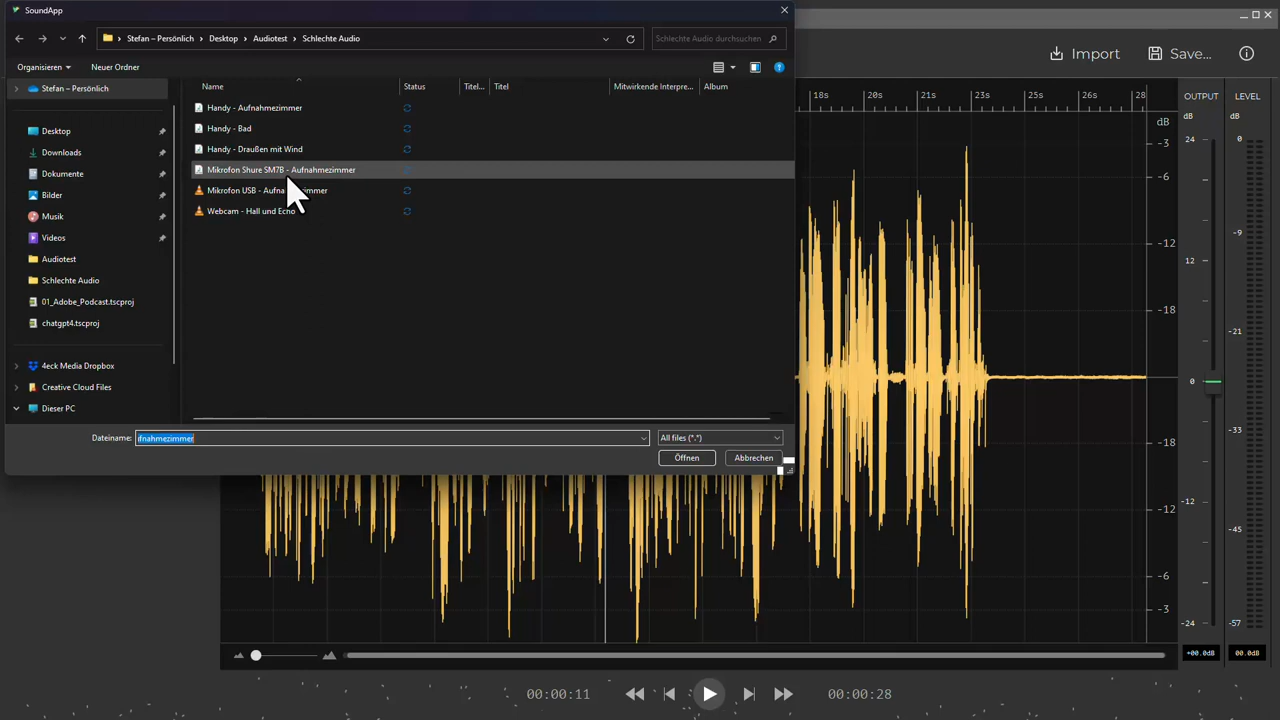 SoundApp
Stefan – Persönlich
Desktop
Audiotest
Schlechte Audio
Schlechte Audio durchsuchen
Import
Save...
Organisieren
Neuer Ordner
Stefan – Persönlich
Desktop
Downloads
Dokumente
Bilder
Musik
Videos
Audiotest
Schlechte Audio
01_Adobe_Podcast.tscproj
chatgpt4.tscproj
4eck Media Dropbox
Creative Cloud Files
Dieser PC
Name
Status
Titel...
Titel
Mitwirkende Interpre...
Album
Handy - Aufnahmezimmer
Handy - Bad
Handy - Draußen mit Wind
Mikrofon Shure SM7B - Aufnahmezimmer
Mikrofon USB - Aufna immer
Webcam - Hall und Echo
Dateiname:
ifnahmezimmer
All files (*.*)
Öffnen
Abbrechen
18s
20s
21s
23s
25s
26s
28
dB
-3
-6
-12
-18
-18
-12
-6
-3
OUTPUT
dB
24
12
0
-12
-24
+00.0dB
LEVEL
dB
0
-9
-21
-33
-45
-57
00.0dB
00:00:11
00:00:28